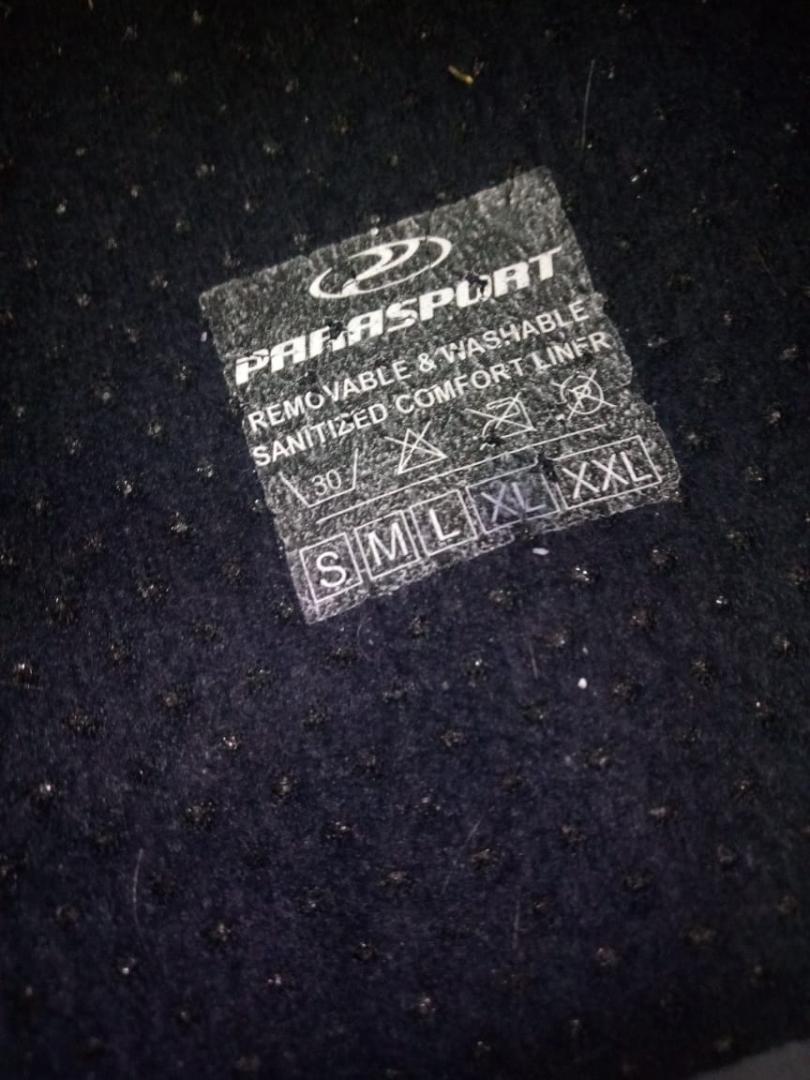 PARASPORT
REMOVABLE & WASHABLE
SANITIZED COMFORT LINER
30 P
S M L XL XXL